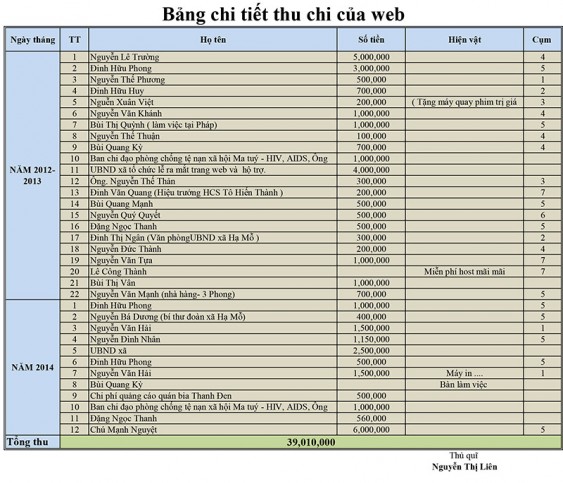 Bảng chi tiết thu chi của web
Ngày tháng TT Họ tên Số tiền Hiện vật Cụm
NĂM 2012-2013
1 Nguyễn Lê Trường 5,000,000 4
2 Đinh Hữu Phong 3,000,000 5
3 Nguyễn Thế Phương 500,000 1
4 Đinh Hữu Huy 700,000 2
5 Nguễn Xuân Việt 200,000 ( Tặng máy quay phim trị giá 3
6 Nguyễn Văn Khánh 1,000,000 4
7 Bùi Thị Quỳnh ( làm việc tại Pháp) 1,000,000 5
8 Nguyễn Thế Thuận 100,000 4
9 Bùi Quang Kỳ 700,000 4
10 Ban chi đạo phòng chống tệ nạn xã hội Ma tuý - HIV, AIDS, Ông 1,000,000
11 UBND xã tổ chức lễ ra mắt trang web và hộ trợ. 4,000,000
12 Ông. Nguyễn Thế Thản 300,000 3
13 Đinh Văn Quang (Hiệu trường HCS Tô Hiến Thành ) 200,000 7
14 Bùi Quang Mạnh 500,000 5
15 Nguyễn Quý Quyết 500,000 6
16 Đặng Ngọc Thanh 500,000 5
17 Đinh Thị Ngân (Văn phòngUBND xã Hạ Mỗ ) 300,000 2
18 Nguyễn Đức Thành 200,000 4
19 Nguyễn Văn Tựa 1,000,000 7
20 Lê Công Thành Miễn phí host mãi mãi 7
21 Bùi Thị Vân 1,000,000
22 Nguyễn Văn Mạnh (nhà hàng- 3 Phong) 700,000 5
NĂM 2014
1 Đinh Hữu Phong 1,000,000 5
2 Nguyễn Bá Dương (bí thư đoàn xã Hạ Mỗ) 400,000 5
3 Nguyễn Văn Hải 1,500,000 1
4 Nguyễn Đình Nhân 1,150,000 5
5 UBND xã 2,500,000
6 Đinh Hữu Phong 500,000 5
7 Nguyễn Văn Hải 1,500,000 Máy in .... 1
8 Bùi Quang Kỳ Bàn làm việc
9 Chi phí quảng cáo quán bia Thanh Đen 500,000
10 Ban chi đạo phòng chống tệ nạn xã hội Ma tuý - HIV, AIDS, Ông 1,000,000
11 Đặng Ngọc Thanh 560,000
12 Chú Mạnh Nguyệt 6,000,000 5
Tổng thu 39,010,000
Thủ quĩ
Nguyễn Thị Liên